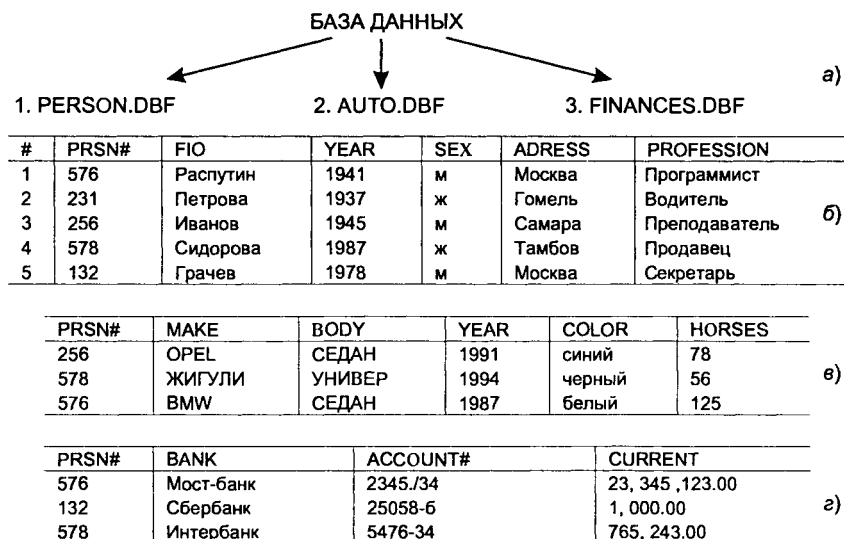 БАЗА ДАННЫХ
а)
1. PERSON.DBF 2. AUTO.DBF 3. FINANCES.DBF
# PRSN# FIO YEAR SEX ADRESS PROFESSION
1 576 Распутин 1941 м Москва Программист
2 231 Петрова 1937 ж Гомель Водитель
б)
3 256 Иванов 1945 м Самара Преподаватель
4 578 Сидорова 1987 ж Тамбов Продавец
5 132 Грачев 1978 м Москва Секретарь
PRSN# MAKE BODY YEAR COLOR HORSES
256 OPEL СЕДАН 1991 синий 78
578 ЖИГУЛИ УНИВЕР 1994 черный 56
в)
576 BMW СЕДАН 1987 белый 125
PRSN# BANK ACCOUNT# CURRENT
576 Мост-банк 2345./34 23, 345 ,123.00
132 Сбербанк 25058-б 1, 000.00
г)
578 Интербанк 5476-34 765, 243.00